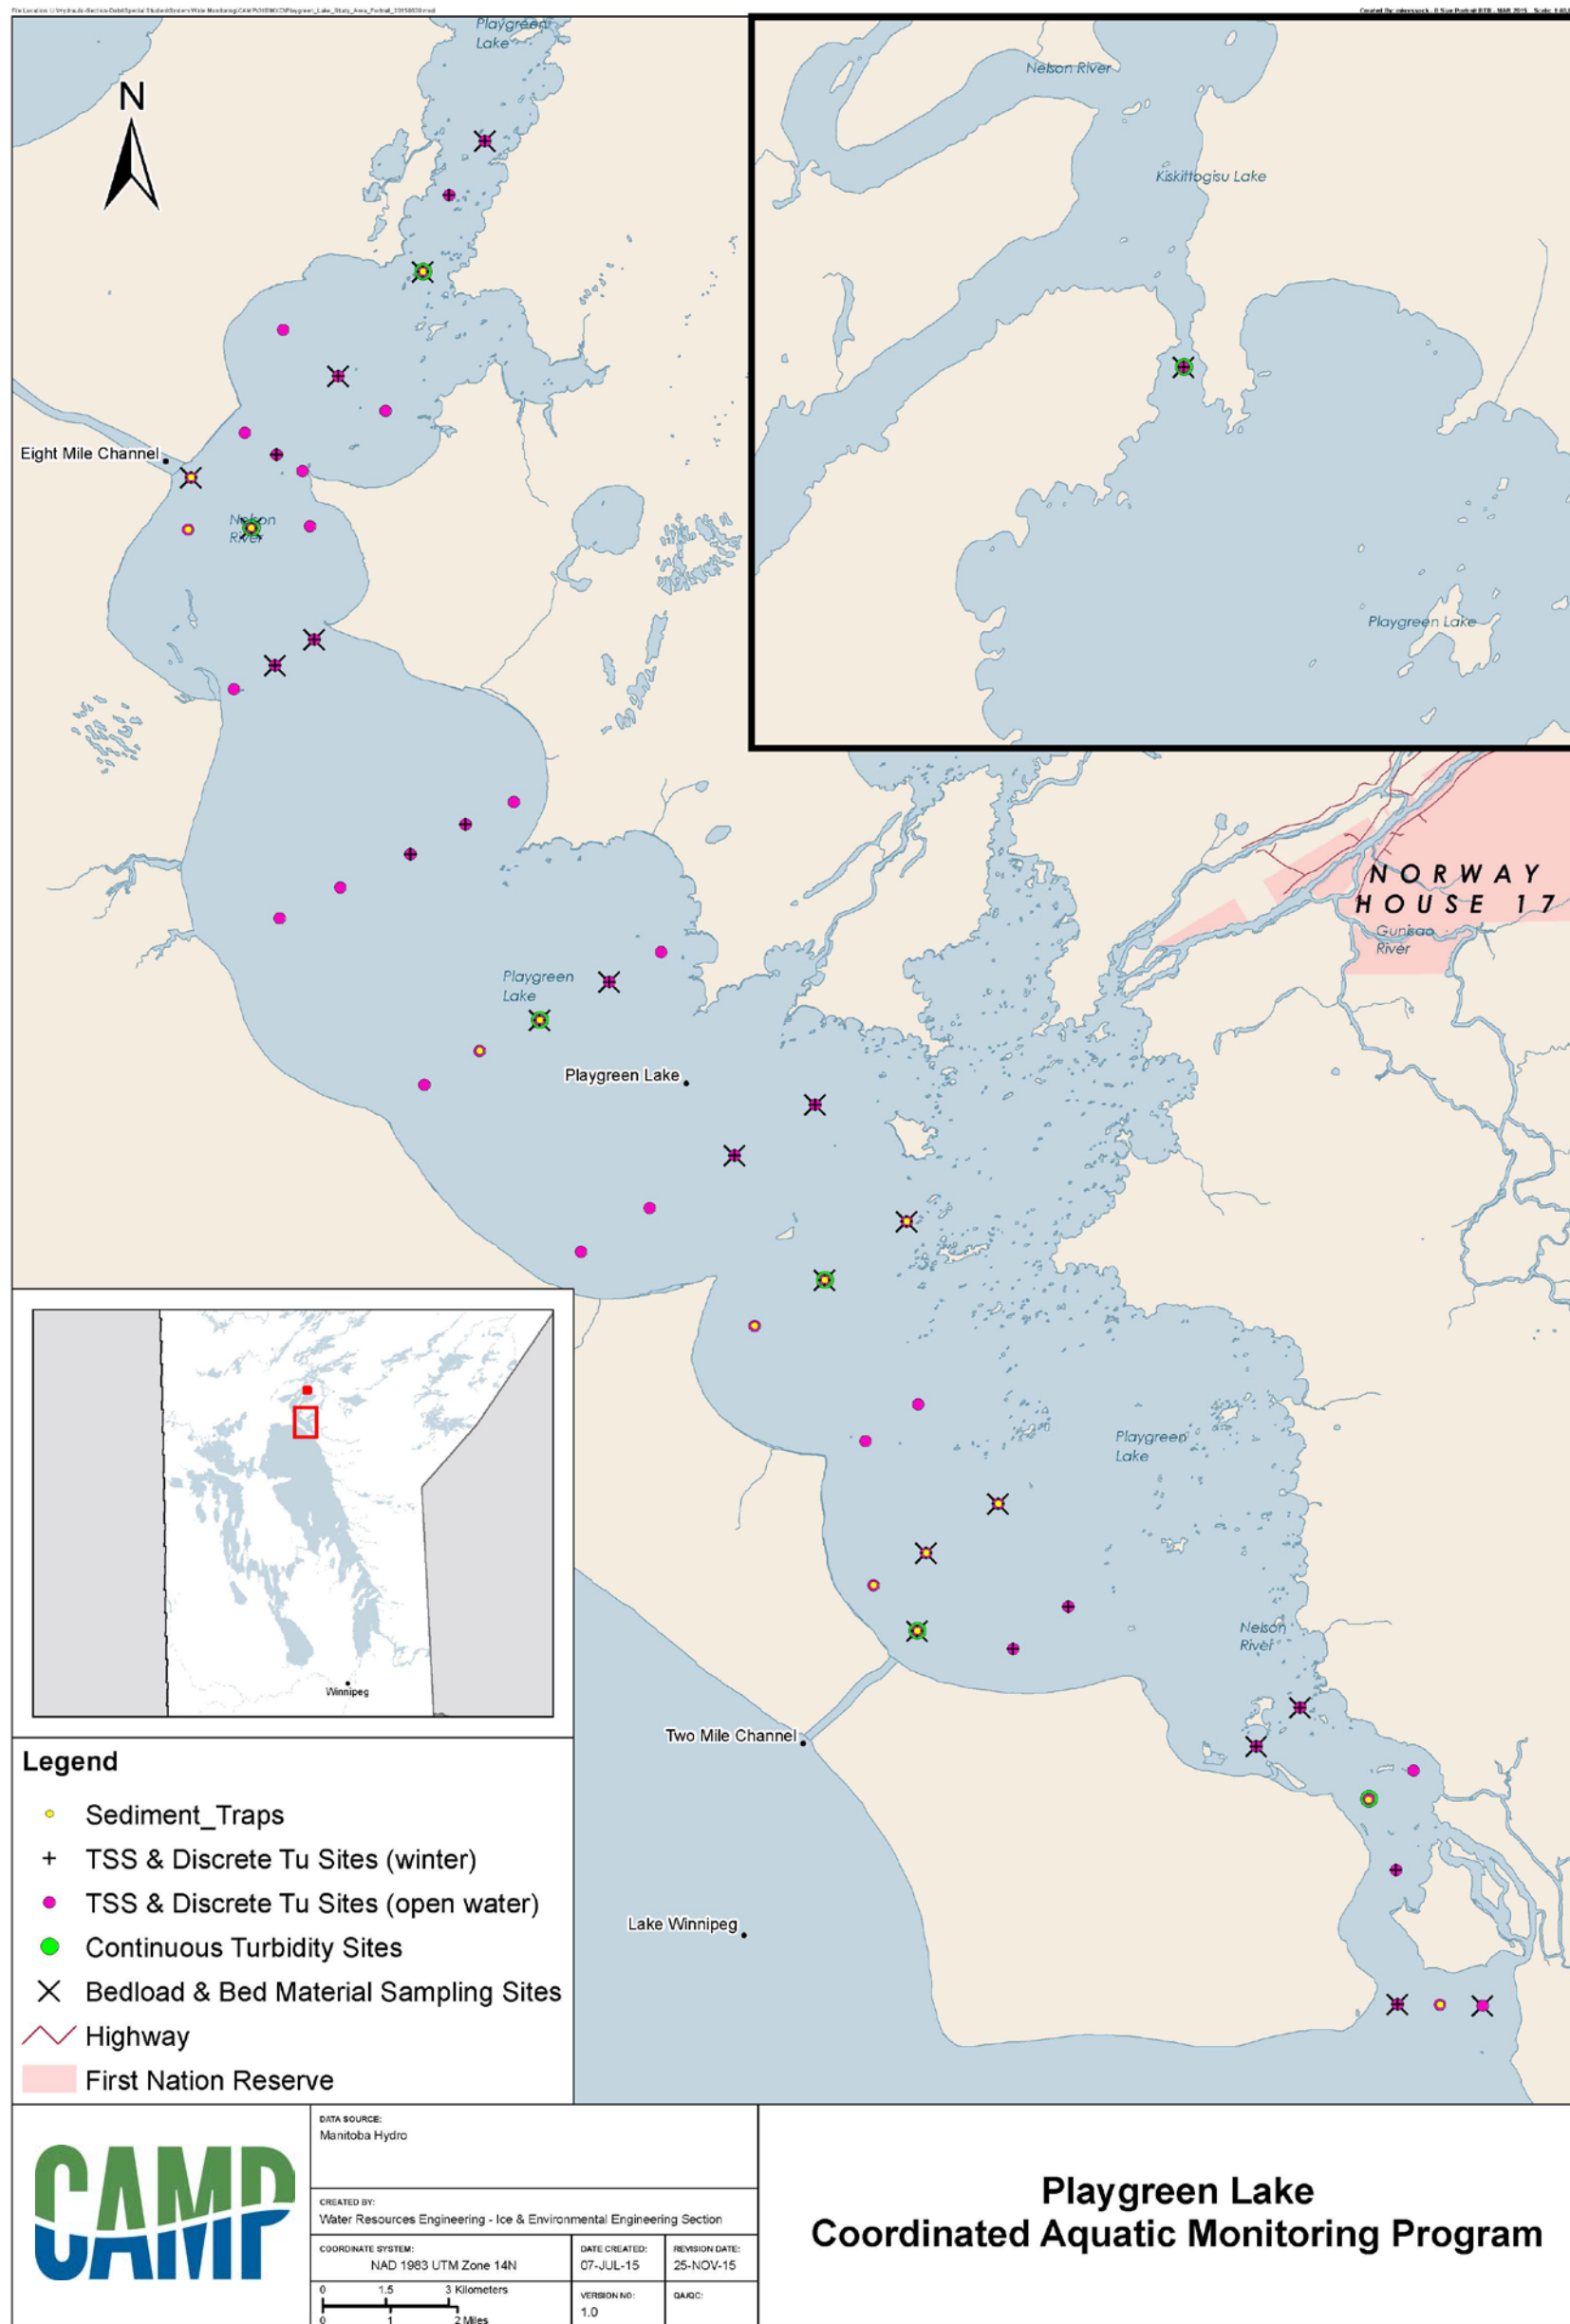 Playgreen
Lake
N
Nelson River
Kiskittogisu Lake
Eight Mile Channel
Nelson
River
Playgreen Lake
NORWAY
HOUSE 17
Gunisao
River
Playgreen
Lake
Playgreen Lake
Playgreen
Lake
Nelson
River
Two Mile Channel
Lake Winnipeg
Winnipeg
Legend
Sediment_Traps
TSS & Discrete Tu Sites (winter)
TSS & Discrete Tu Sites (open water)
Continuous Turbidity Sites
Bedload & Bed Material Sampling Sites
Highway
First Nation Reserve
CAMP
DATA SOURCE:
Manitoba Hydro
CREATED BY:
Water Resources Engineering - Ice & Environmental Engineering Section
COORDINATE SYSTEM:
NAD 1983 UTM Zone 14N
DATE CREATED:
07-JUL-15
REVISION DATE:
25-NOV-15
0 1.5 3 Kilometers
0 1 2 Miles
VERSION NO:
1.0
QA/QC:
Playgreen Lake
Coordinated Aquatic Monitoring Program